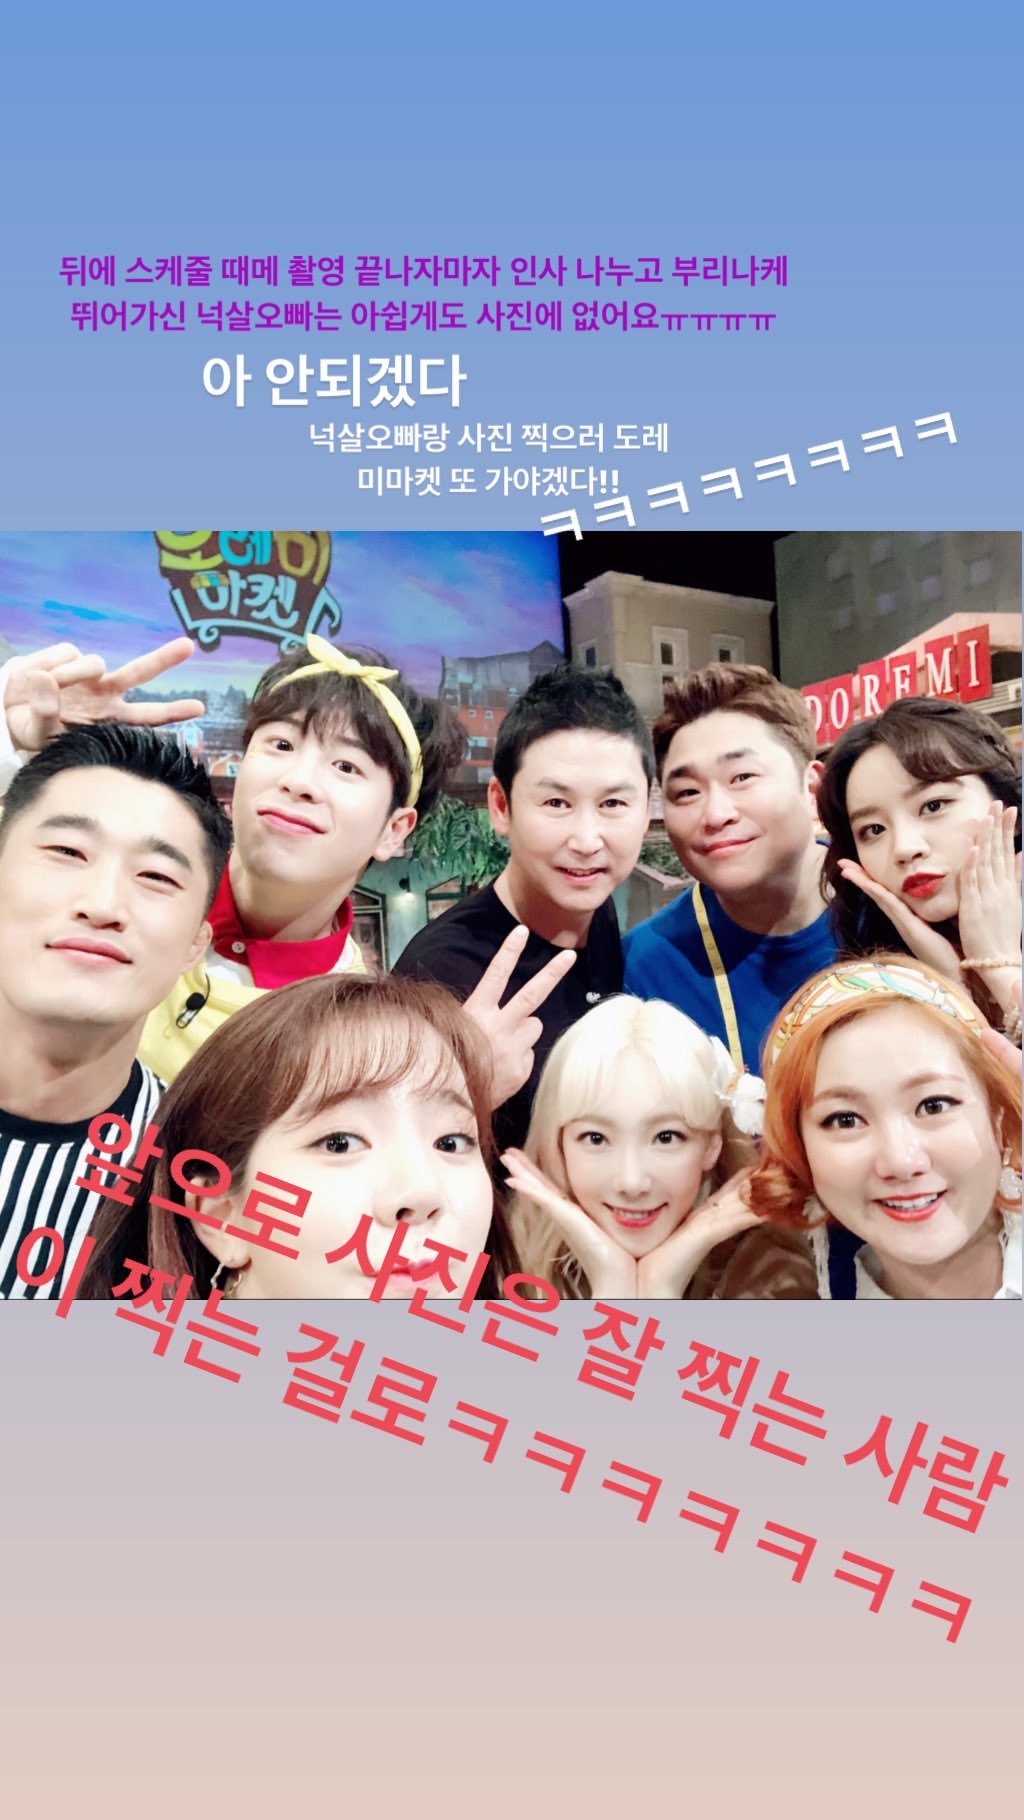 뒤에 스케줄 때메 촬영 끝나자마자 인사 나누고 부리나케
뛰어가신 넉살오빠는 아쉽게도 사진에 없어요ㅠㅠㅠㅠ
아 안되겠다
넉살오빠랑 사진 찍으러 도레
미마켓 또 가야겠다!!
ㅋㅋㅋㅋㅋㅋㅋㅋ
도레미
마켓
DOREMI
앞으로 사진은 잘 찍는 사람
이 찍는 걸로ㅋㅋㅋㅋㅋㅋㅋ